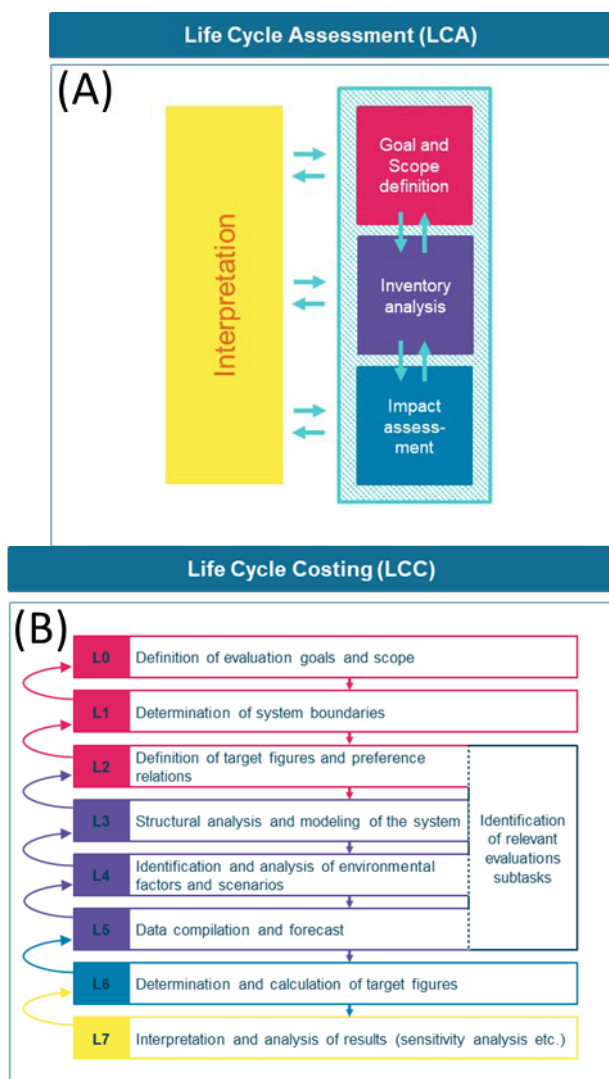 Life Cycle Assessment (LCA)
(A)
Interpretation
Goal and
Scope
definition
Inventory
analysis
Impact
assess-
ment
Life Cycle Costing (LCC)
(B)
L0 Definition of evaluation goals and scope
L1 Determination of system boundaries
L2 Definition of target figures and preference
relations
L3 Structural analysis and modeling of the system
L4 Identification and analysis of environmental
factors and scenarios
L5 Data compilation and forecast
Identification
of relevant
evaluations
subtasks
L6 Determination and calculation of target figures
L7 Interpretation and analysis of results (sensitivity analysis etc.)